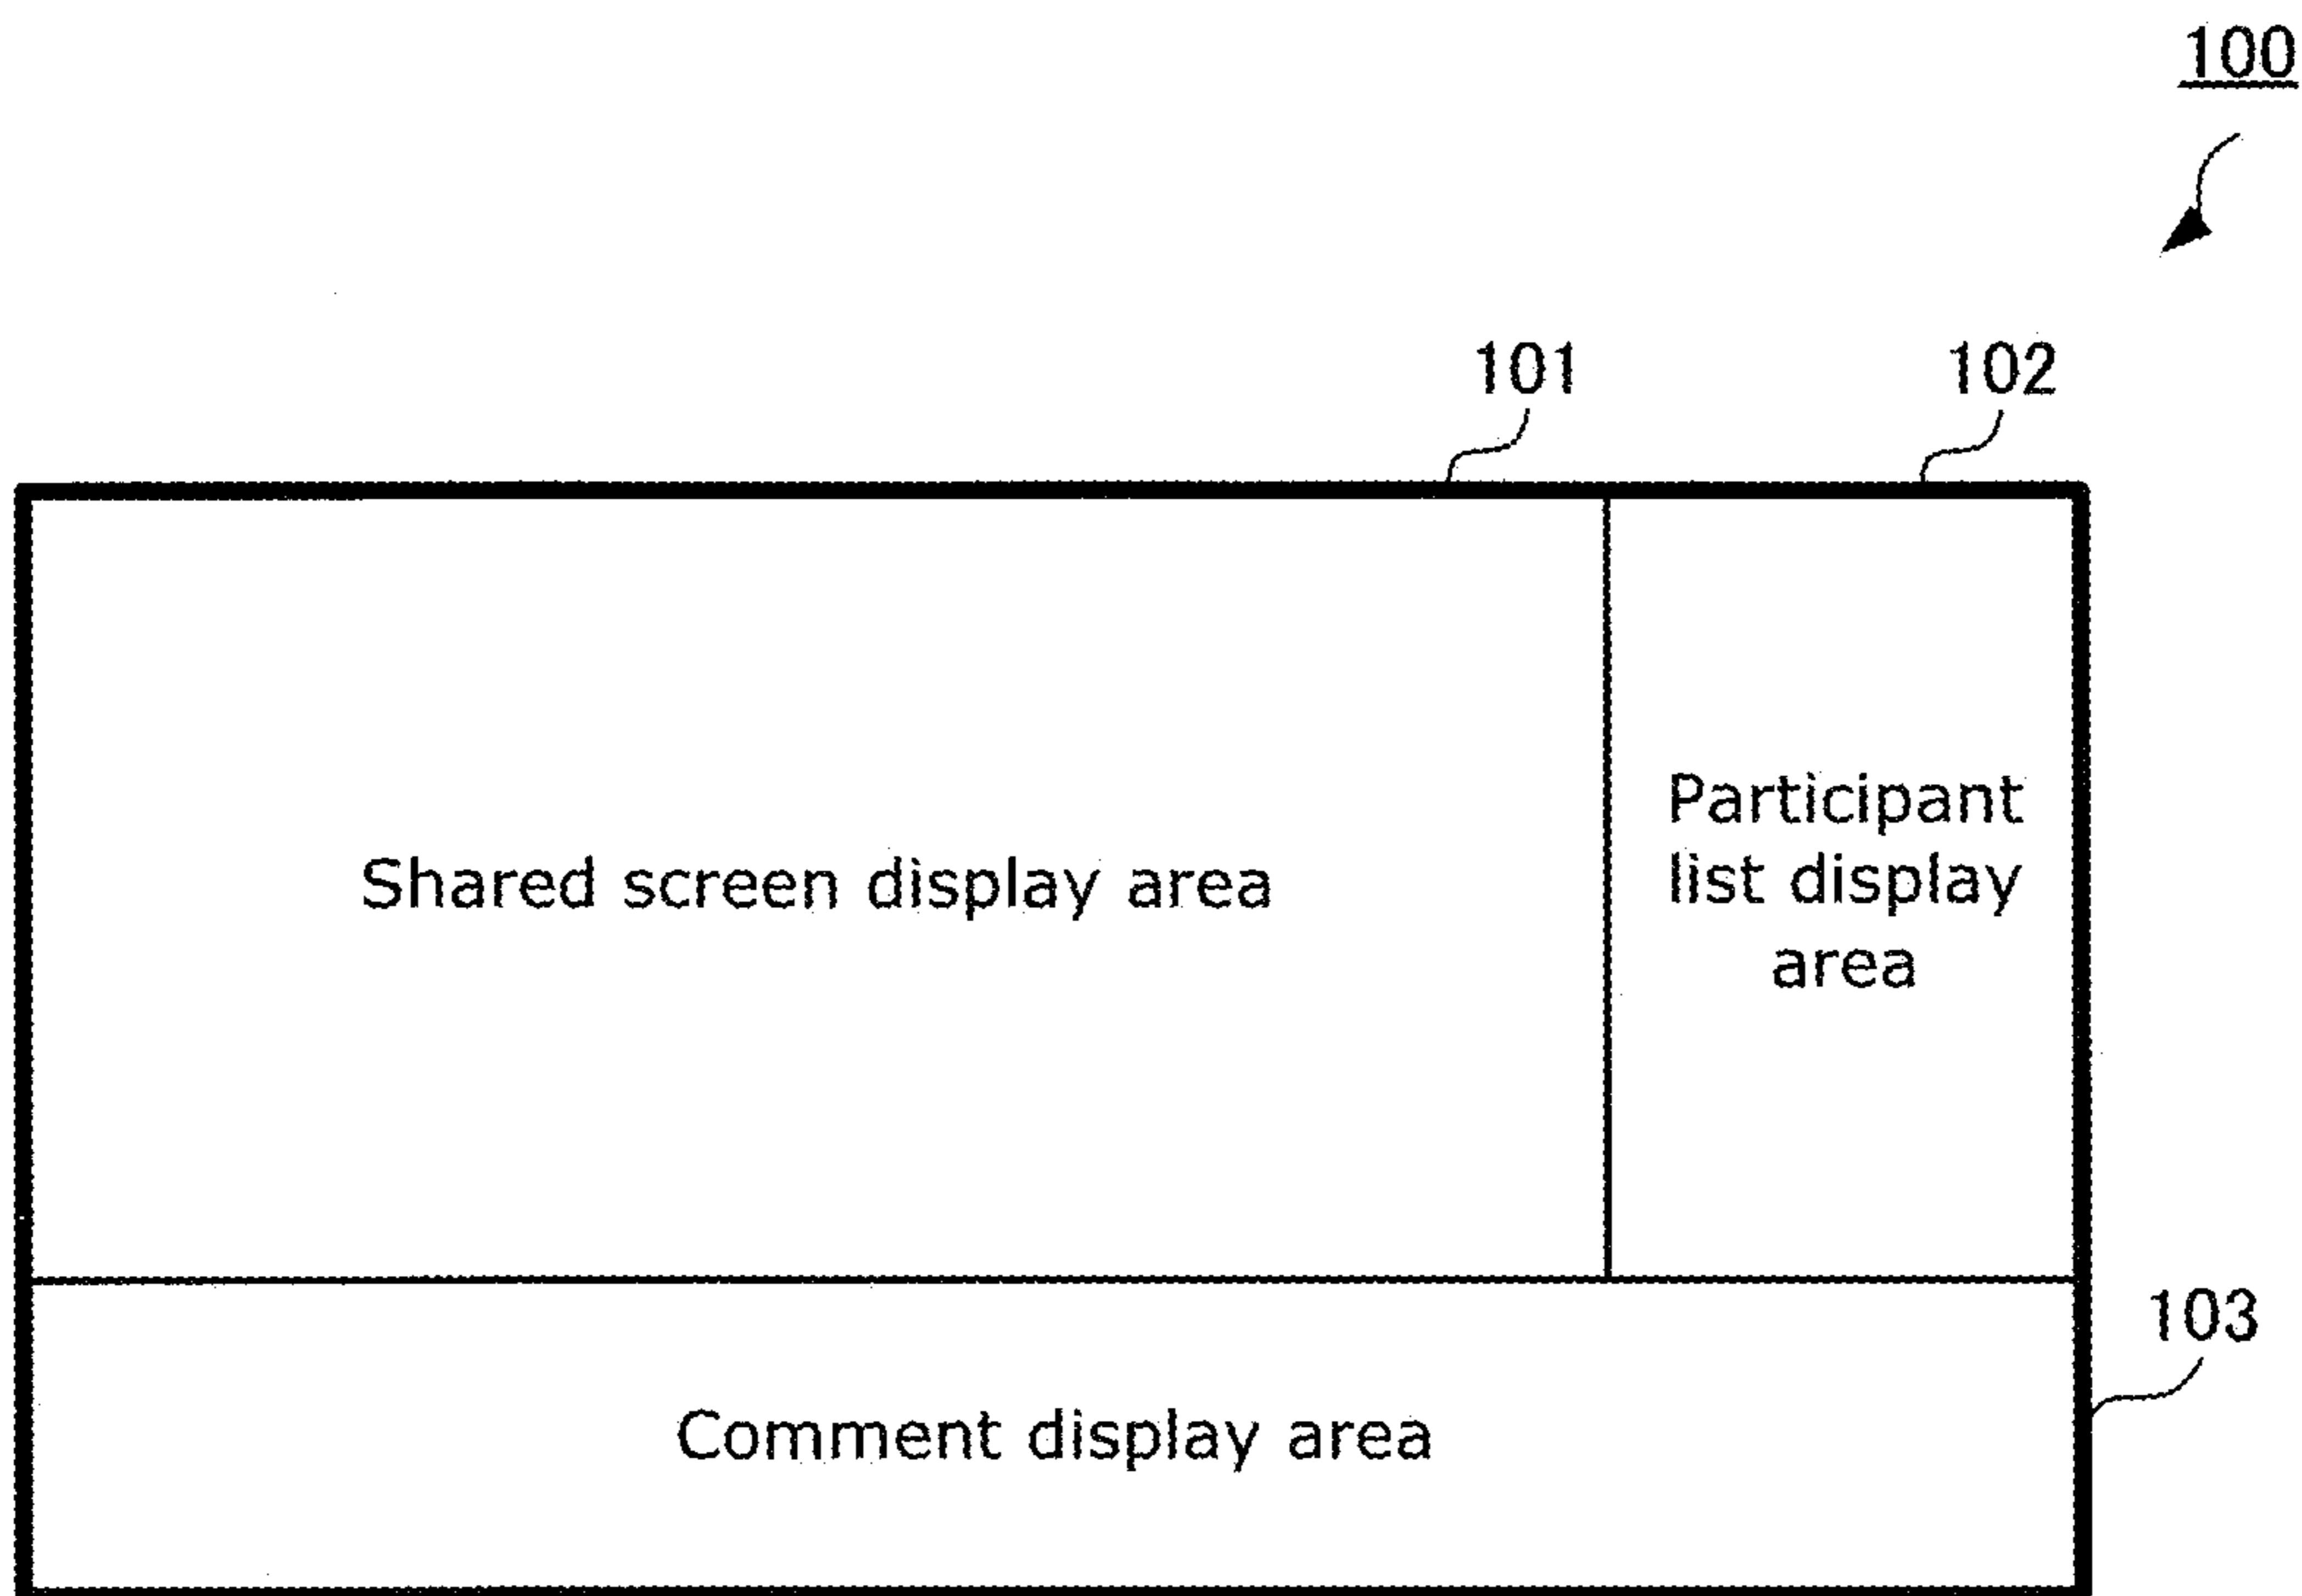 100
101
102
Shared screen display area
Participant
list display
area
103
Comment display area